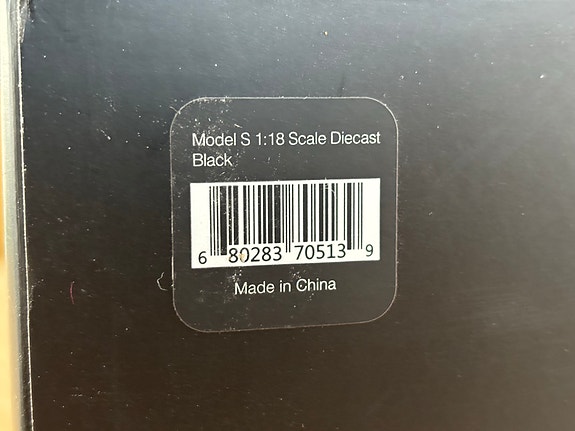 Model S 1:18 Scale Diecast
Black
6 80283 70513 9
Made in China